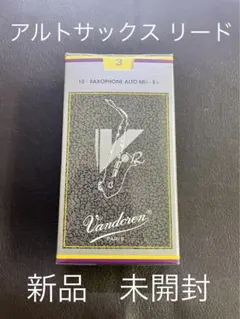 アルトサックス リード
3
10 - SAXOPHONE ALTO Mib - Eb
V
Vandoren
PARIS
新品　未開封